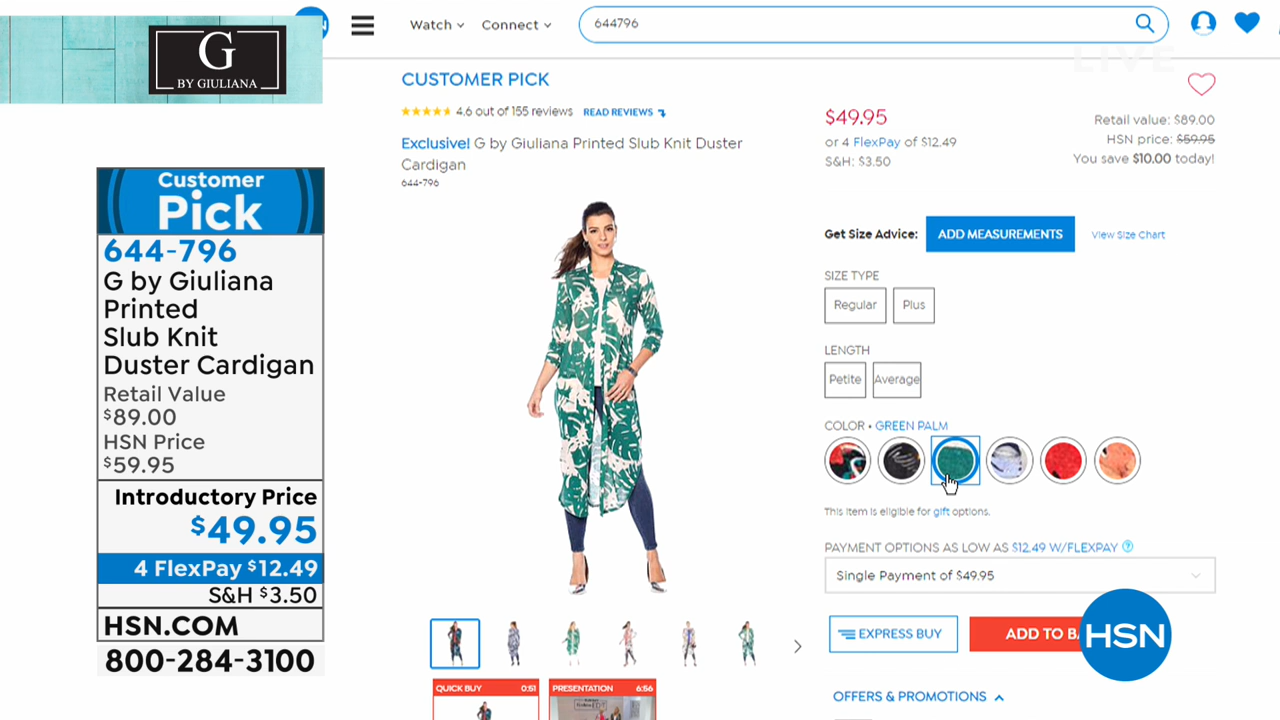 G
BY GIULIANA
Customer
Pick
644-796
G by Giuliana
Printed
Slub Knit
Duster Cardigan
Retail Value
$89.00
HSN Price
$59.95
Introductory Price
$49.95
4 FlexPay $12.49
S&H $3.50
HSN.COM
800-284-3100
Watch
Connect
644796
LIVE
CUSTOMER PICK
4.6 out of 155 reviews READ REVIEWS
Exclusive! G by Giuliana Printed Slub Knit Duster
Cardigan
644-796
$49.95
or 4 FlexPay of $12.49
S&H: $3.50
Retail value: $89.00
HSN price: $59.95
You save $10.00 today!
Get Size Advice: ADD MEASUREMENTS View Size Chart
SIZE TYPE
Regular Plus
LENGTH
Petite Average
COLOR • GREEN PALM
This item is eligible for gift options.
PAYMENT OPTIONS AS LOW AS $12.49 W/FLEXPAY ?
Single Payment of $49.95
EXPRESS BUY ADD TO BA
HSN
OFFERS & PROMOTIONS
QUICK BUY 0:51
PRESENTATION 6:56